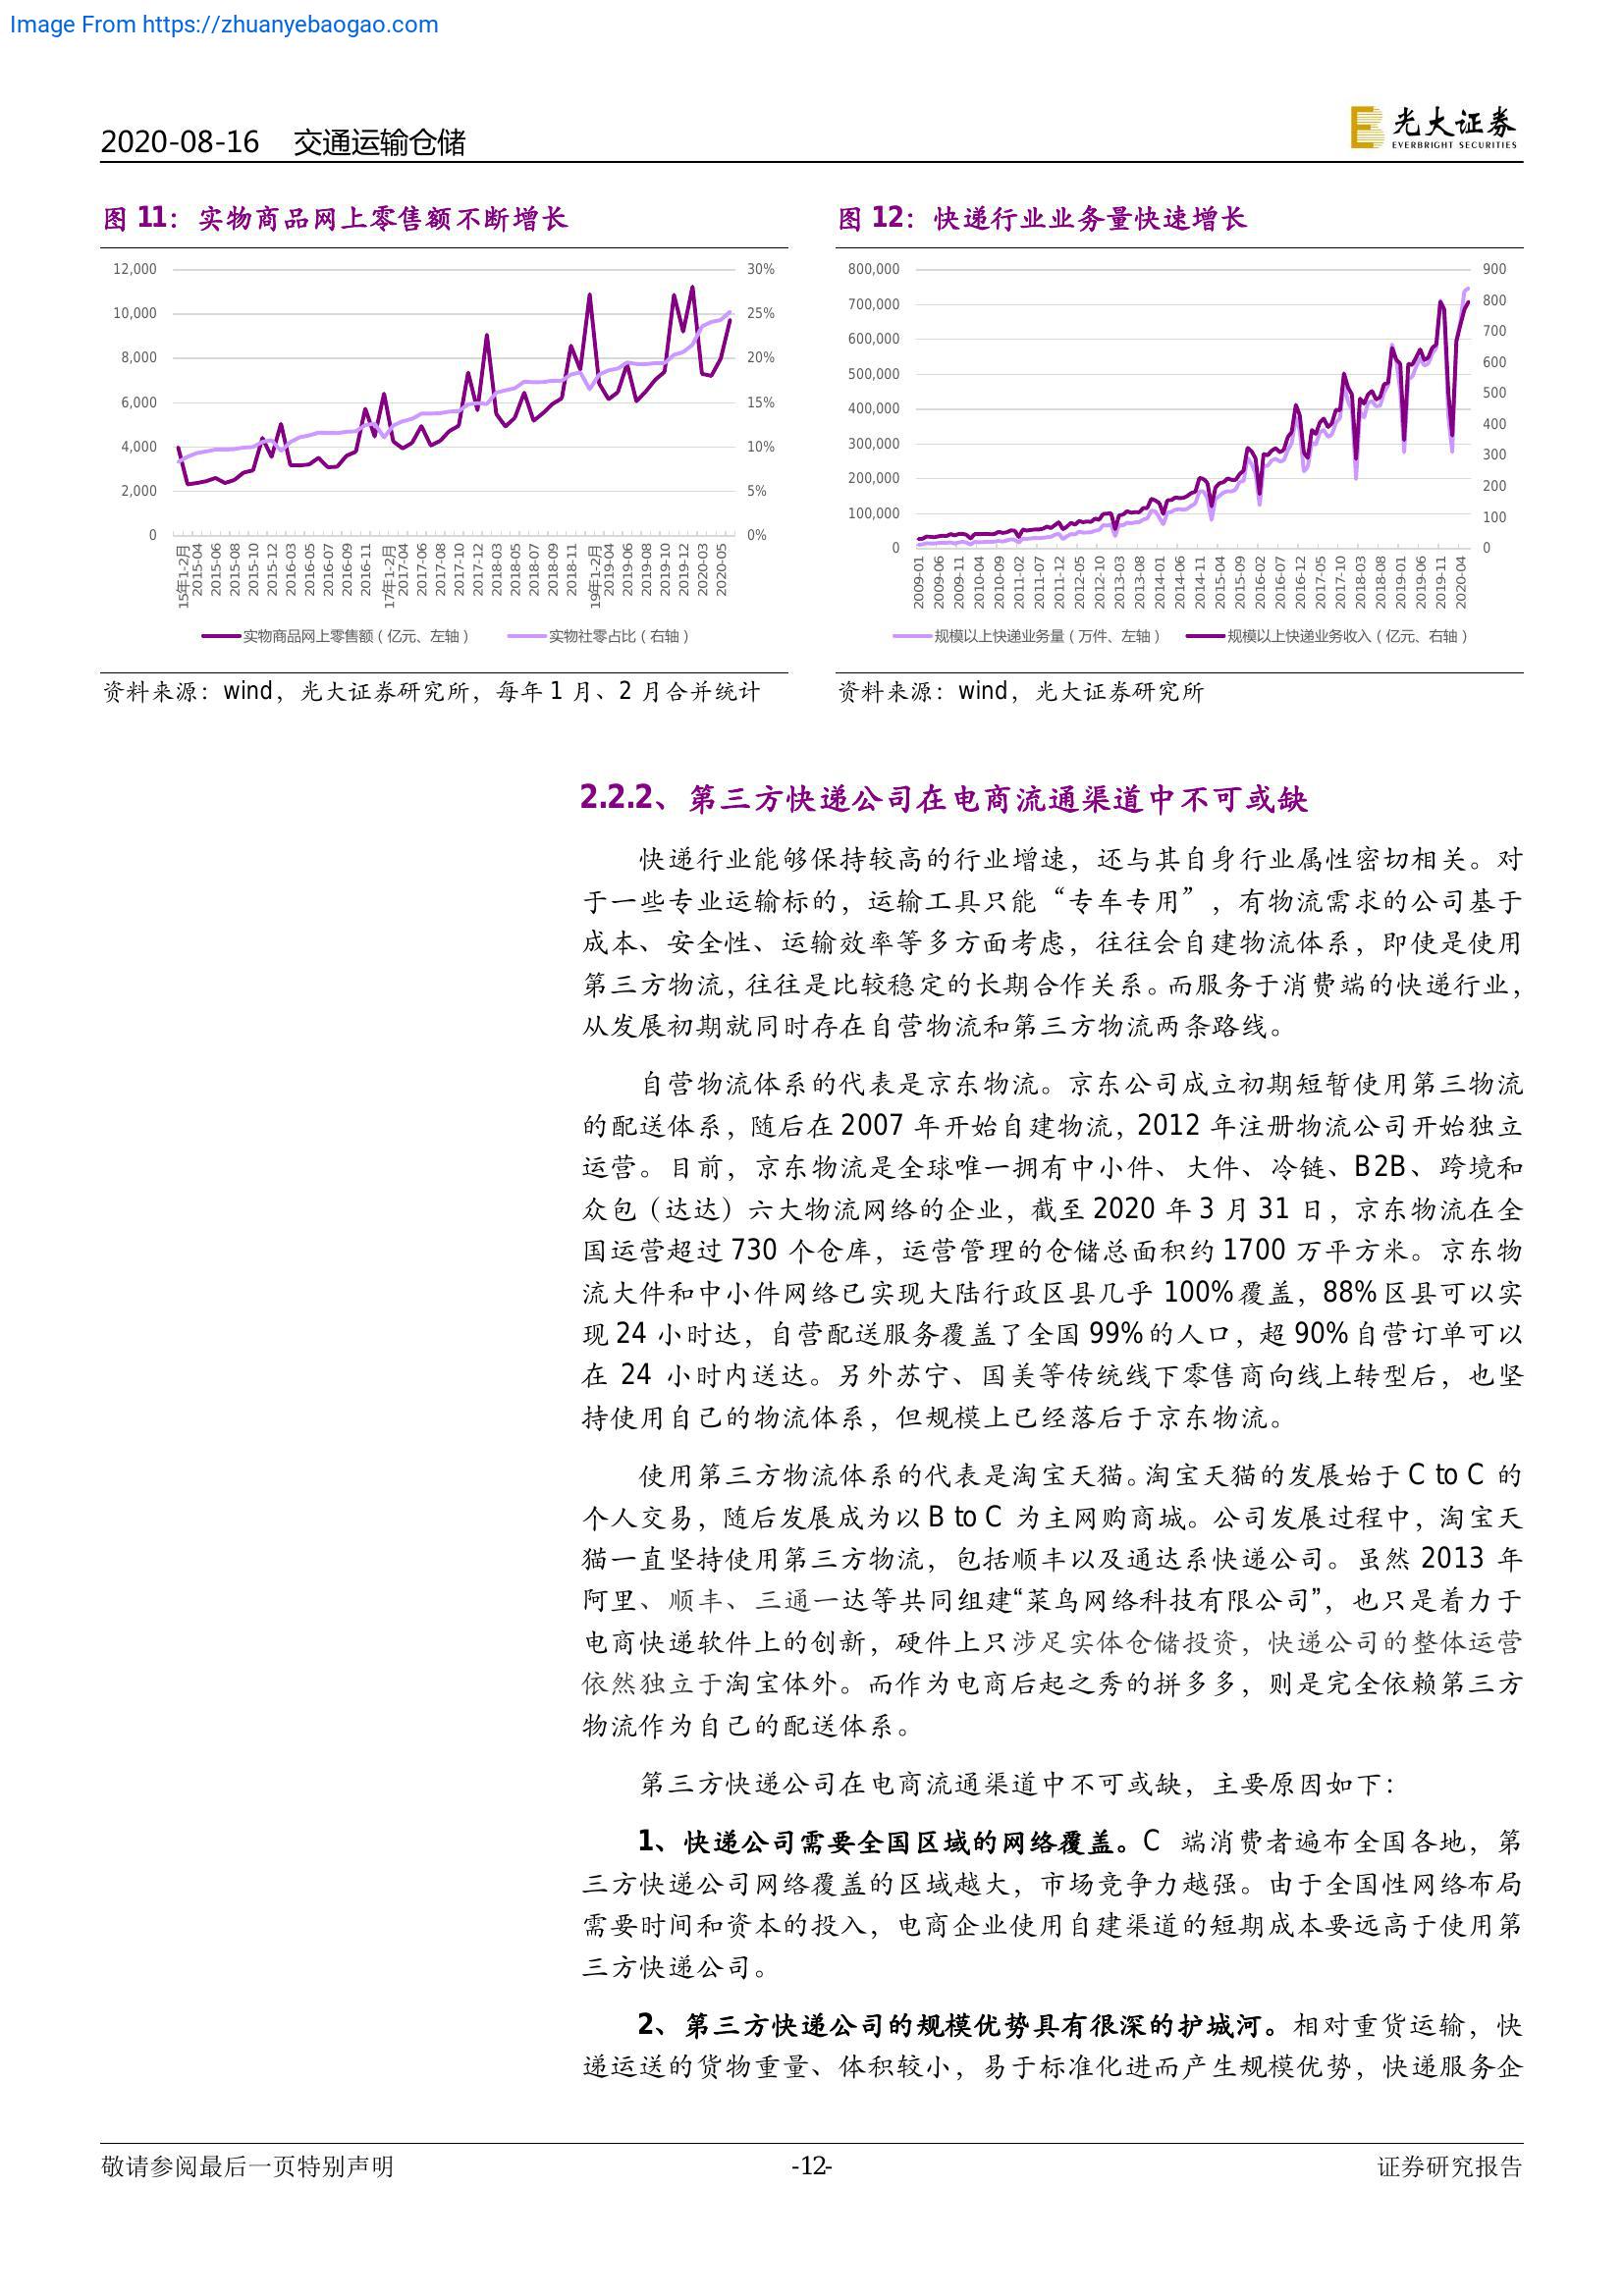 Image From https://zhuanyebaogao.com
2020-08-16 交通运输仓储
光大证券
EVERBRIGHT SECURITIES
图 11：实物商品网上零售额不断增长
12,000
10,000
8,000
6,000
4,000
2,000
0
30%
25%
20%
15%
10%
5%
0%
15年1-2月
2015-04
2015-06
2015-08
2015-10
2015-12
2016-03
2016-05
2016-07
2016-09
2016-11
17年1-2月
2017-04
2017-06
2017-08
2017-10
2017-12
2018-03
2018-05
2018-07
2018-09
2018-11
19年1-2月
2019-04
2019-06
2019-08
2019-10
2019-12
2020-03
2020-05
实物商品网上零售额（亿元、左轴）
实物社零占比（右轴）
资料来源：wind，光大证券研究所，每年 1 月、2 月合并统计
图 12：快递行业业务量快速增长
800,000
700,000
600,000
500,000
400,000
300,000
200,000
100,000
0
900
800
700
600
500
400
300
200
100
0
2009-01
2009-06
2009-11
2010-04
2010-09
2011-02
2011-07
2011-12
2012-05
2012-10
2013-03
2013-08
2014-01
2014-06
2014-11
2015-04
2015-09
2016-02
2016-07
2016-12
2017-05
2017-10
2018-03
2018-08
2019-01
2019-06
2019-11
2020-04
规模以上快递业务量（万件、左轴）
规模以上快递业务收入（亿元、右轴）
资料来源：wind，光大证券研究所
2.2.2、第三方快递公司在电商流通渠道中不可或缺
快递行业能够保持较高的行业增速，还与其自身行业属性密切相关。对
于一些专业运输标的，运输工具只能“专车专用”，有物流需求的公司基于
成本、安全性、运输效率等多方面考虑，往往会自建物流体系，即使是使用
第三方物流，往往是比较稳定的长期合作关系。而服务于消费端的快递行业，
从发展初期就同时存在自营物流和第三方物流两条路线。
自营物流体系的代表是京东物流。京东公司成立初期短暂使用第三物流
的配送体系，随后在 2007 年开始自建物流，2012 年注册物流公司开始独立
运营。目前，京东物流是全球唯一拥有中小件、大件、冷链、B2B、跨境和
众包（达达）六大物流网络的企业，截至 2020 年 3 月 31 日，京东物流在全
国运营超过 730 个仓库，运营管理的仓储总面积约 1700 万平方米。京东物
流大件和中小件网络已实现大陆行政区县几乎 100%覆盖，88%区县可以实
现 24 小时达，自营配送服务覆盖了全国 99%的人口，超 90%自营订单可以
在 24 小时内送达。另外苏宁、国美等传统线下零售商向线上转型后，也坚
持使用自己的物流体系，但规模上已经落后于京东物流。
使用第三方物流体系的代表是淘宝天猫。淘宝天猫的发展始于 C to C 的
个人交易，随后发展成为以 B to C 为主网购商城。公司发展过程中，淘宝天
猫一直坚持使用第三方物流，包括顺丰以及通达系快递公司。虽然 2013 年
阿里、顺丰、三通一达等共同组建“菜鸟网络科技有限公司”，也只是着力于
电商快递软件上的创新，硬件上只涉足实体仓储投资，快递公司的整体运营
依然独立于淘宝体外。而作为电商后起之秀的拼多多，则是完全依赖第三方
物流作为自己的配送体系。
第三方快递公司在电商流通渠道中不可或缺，主要原因如下：
1、快递公司需要全国区域的网络覆盖。C 端消费者遍布全国各地，第
三方快递公司网络覆盖的区域越大，市场竞争力越强。由于全国性网络布局
需要时间和资本的投入，电商企业使用自建渠道的短期成本要远高于使用第
三方快递公司。
2、第三方快递公司的规模优势具有很深的护城河。相对重货运输，快
递运送的货物重量、体积较小，易于标准化进而产生规模优势，快递服务企
敬请参阅最后一页特别声明
-12-
证券研究报告